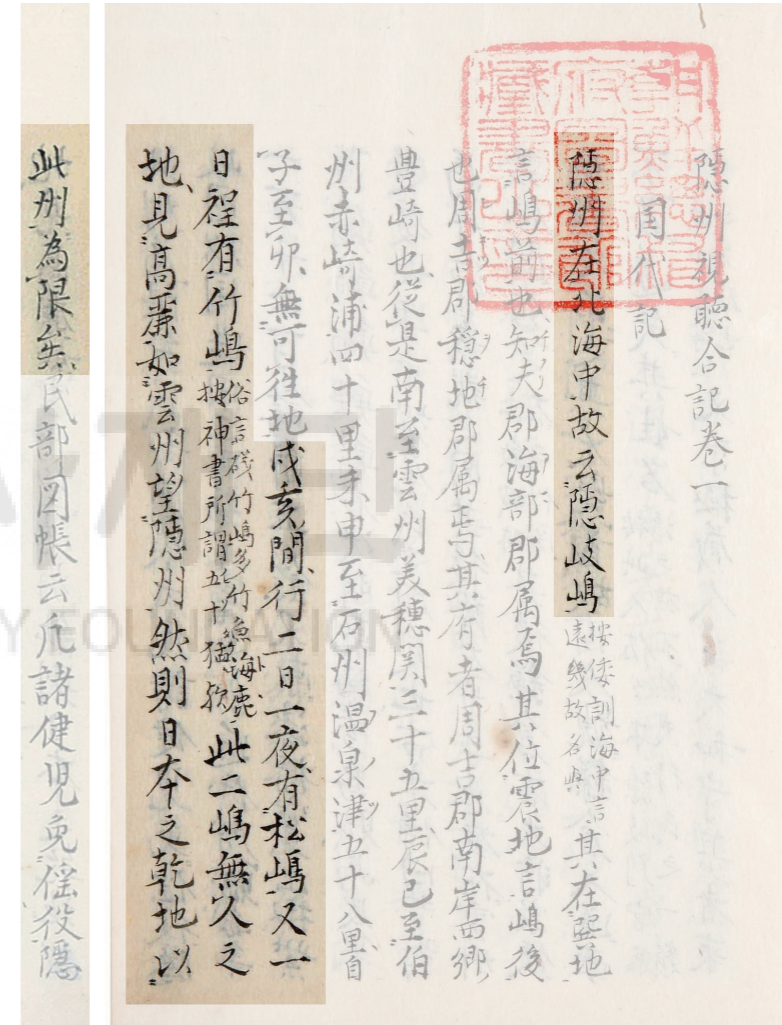 隠州視聴合記巻一
国代記
隠州在北海中故云隠岐嶋
按倭訓海中言
遠幾故名歟
其在巽地
言嶋前也知夫郡海部郡属焉其位震地言嶋後
也周吉郡穏地郡属焉其府者周吉郡南岸西郷
豊崎也従是南至雲州美穂関三十五里辰巳至伯
州赤崎浦四十里未申至石州温泉津五十八里自
子至卯無可往地戌亥間行二日一夜有松嶋又一
日程有竹嶋
俗言磯竹嶋多竹漁海鹿
按神書所謂五十猛歟
此二嶋無人之
地見高麗如雲州望隠州然則日本之乾地以
此州為限矣民部図帳云凡諸健児免徭役隠
재단
Y FOUNDATION